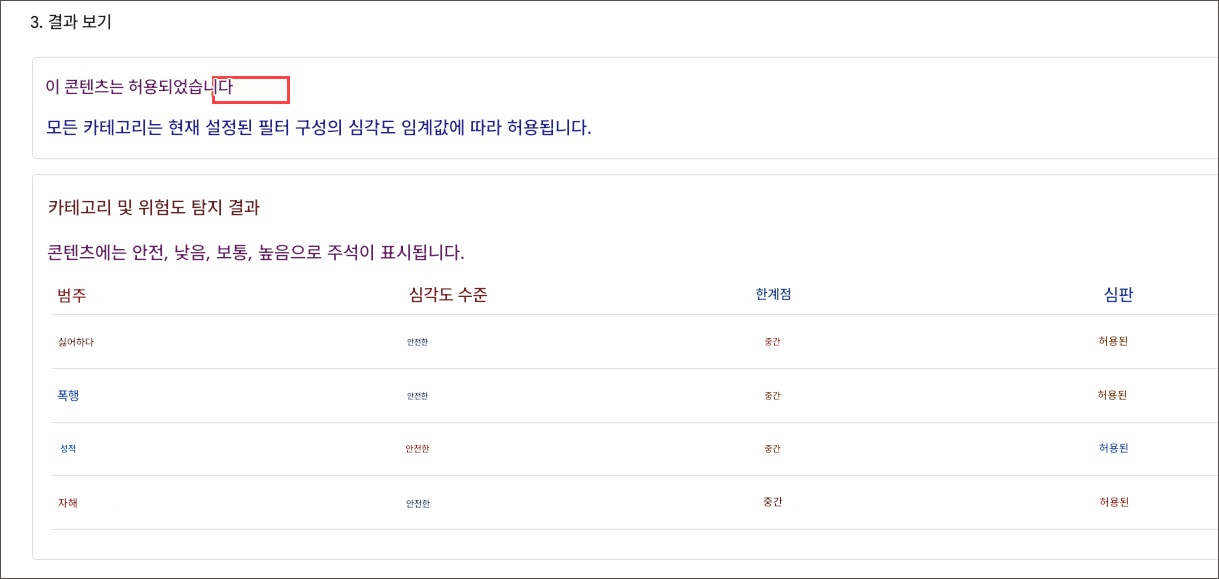 3. 결과 보기
이 콘텐츠는 허용되었습니다
모든 카테고리는 현재 설정된 필터 구성의 심각도 임계값에 따라 허용됩니다.
카테고리 및 위험도 탐지 결과
콘텐츠에는 안전, 낮음, 보통, 높음으로 주석이 표시됩니다.
범주 심각도 수준 한계점 심판
싫어하다 안전한 중간 허용된
폭행 안전한 중간 허용된
성적 안전한 중간 허용된
자해 안전한 중간 허용된